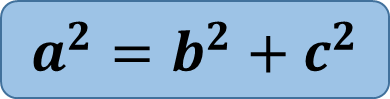 a² = b² + c²